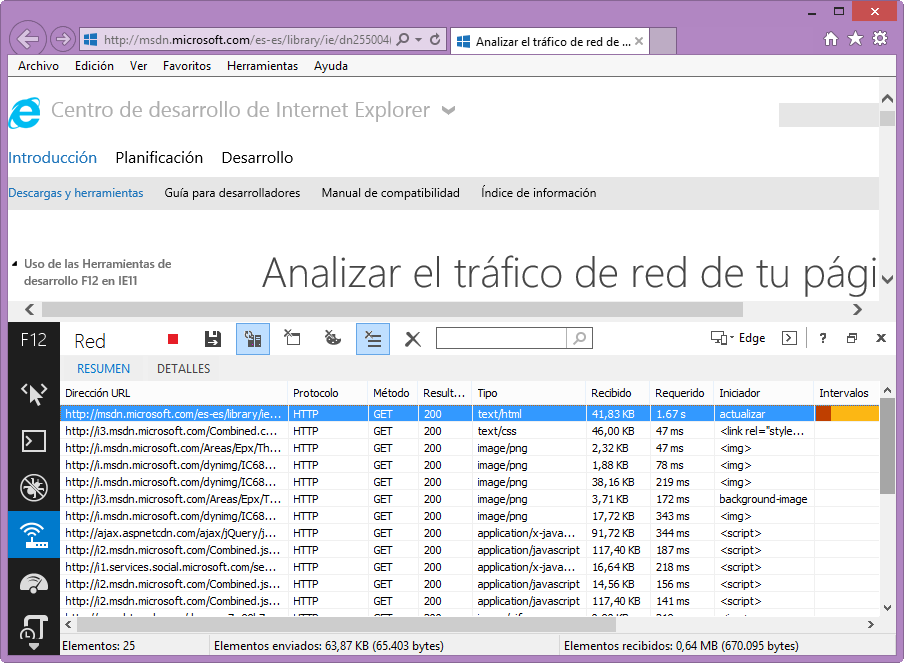 http://msdn.microsoft.com/es-es/library/ie/dn255004( Analizar el tráfico de red de ...
Archivo Edición Ver Favoritos Herramientas Ayuda
Centro de desarrollo de Internet Explorer
Introducción Planificación Desarrollo
Descargas y herramientas Guía para desarrolladores Manual de compatibilidad Índice de información
Uso de las Herramientas de
desarrollo F12 en IE11
Analizar el tráfico de red de tu pági
F12 Red Edge ?
RESUMEN DETALLES
Dirección URL Protocolo Método Result... Tipo Recibido Requerido Iniciador Intervalos
http://msdn.microsoft.com/es-es/library/ie... HTTP GET 200 text/html 41,83 KB 1.67 s actualizar
http://i3.msdn.microsoft.com/Combined.c... HTTP GET 200 text/css 46,00 KB 47 ms <link rel="style...
http://i.msdn.microsoft.com/Areas/Epx/Th... HTTP GET 200 image/png 2,32 KB 47 ms <img>
http://i.msdn.microsoft.com/dynimg/IC68... HTTP GET 200 image/png 1,88 KB 78 ms <img>
http://i.msdn.microsoft.com/dynimg/IC68... HTTP GET 200 image/png 38,16 KB 219 ms <img>
http://i3.msdn.microsoft.com/Areas/Epx/T... HTTP GET 200 image/png 3,71 KB 172 ms background-image
http://i.msdn.microsoft.com/dynimg/IC68... HTTP GET 200 image/png 17,72 KB 343 ms <img>
http://ajax.aspnetcdn.com/ajax/jQuery/j... HTTP GET 200 application/x-java... 91,72 KB 344 ms <script>
http://i2.msdn.microsoft.com/Combined.js... HTTP GET 200 application/javascript 117,40 KB 187 ms <script>
http://i1.services.social.microsoft.com/se... HTTP GET 200 application/x-java... 16,64 KB 218 ms <script>
http://i2.msdn.microsoft.com/Combined.js... HTTP GET 200 application/javascript 14,56 KB 156 ms <script>
http://i2.msdn.microsoft.com/Combined.js... HTTP GET 200 application/javascript 117,40 KB 141 ms <script>
Elementos: 25 Elementos enviados: 63,87 KB (65.403 bytes) Elementos recibidos: 0,64 MB (670.095 bytes)